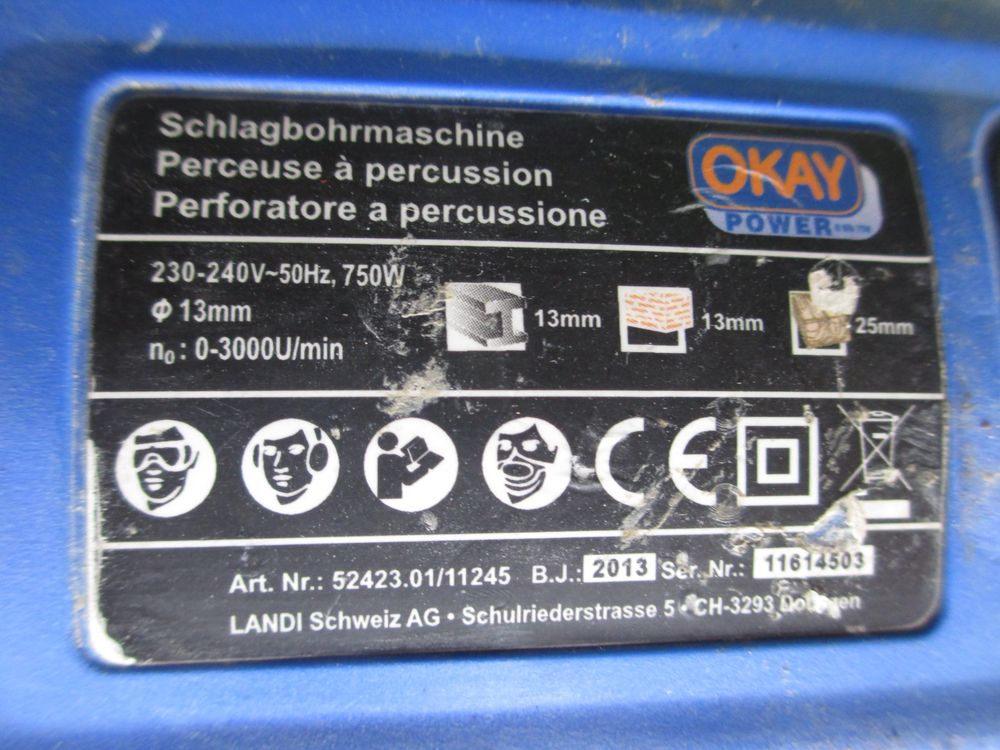 Schlagbohrmaschine
Perceuse à percussion
Perforatore a percussione
OKAY
POWER
230-240V~50Hz, 750W
Φ 13mm
n₀ : 0-3000U/min
13mm
13mm
25mm
CE
Art. Nr.: 52423.01/11245 B.J.: 2013 Ser. Nr.: 11614503
LANDI Schweiz AG • Schulriederstrasse 5 • CH-3293